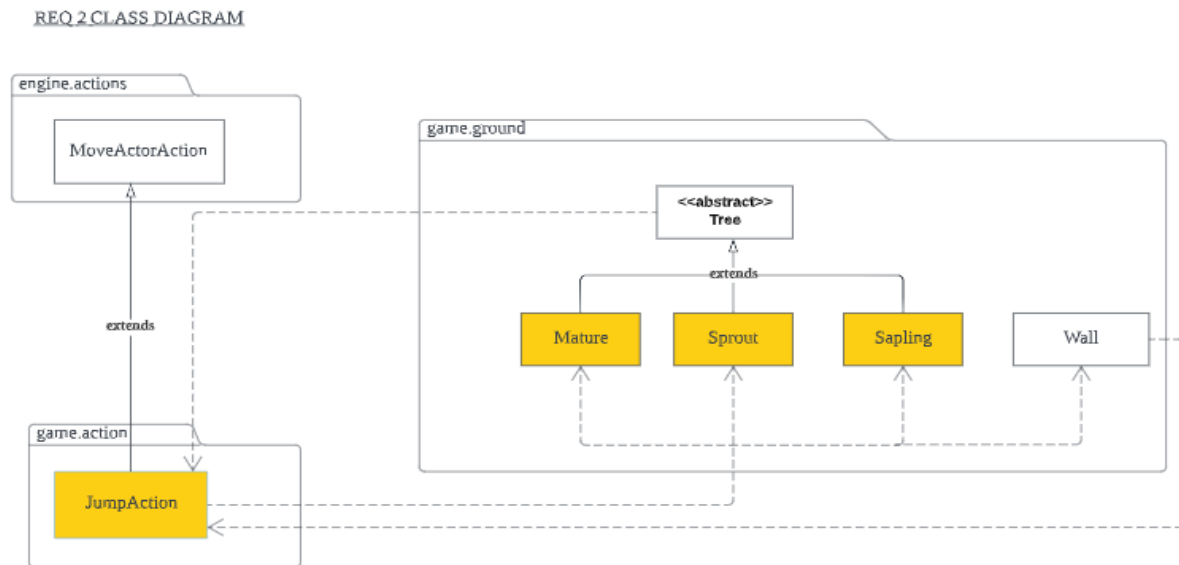 REQ 2 CLASS DIAGRAM
engine.actions
MoveActorAction
game.ground
<<abstract>>
Tree
extends
Mature
Sprout
Sapling
Wall
extends
game.action
JumpAction